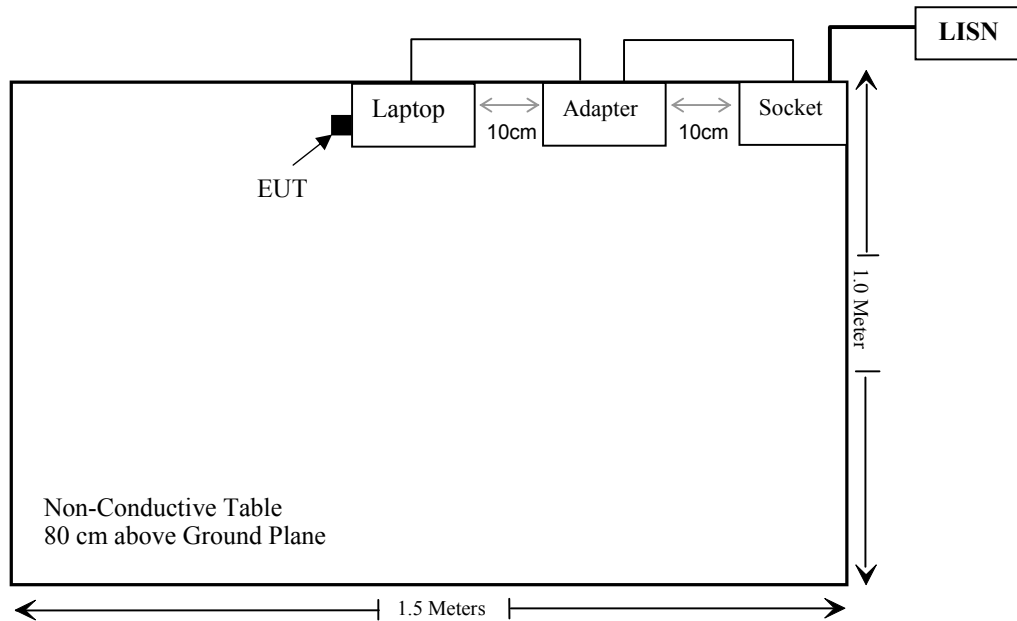 LISN
Laptop
Adapter
Socket
10cm
10cm
EUT
1.0 Meter
Non-Conductive Table
80 cm above Ground Plane
1.5 Meters